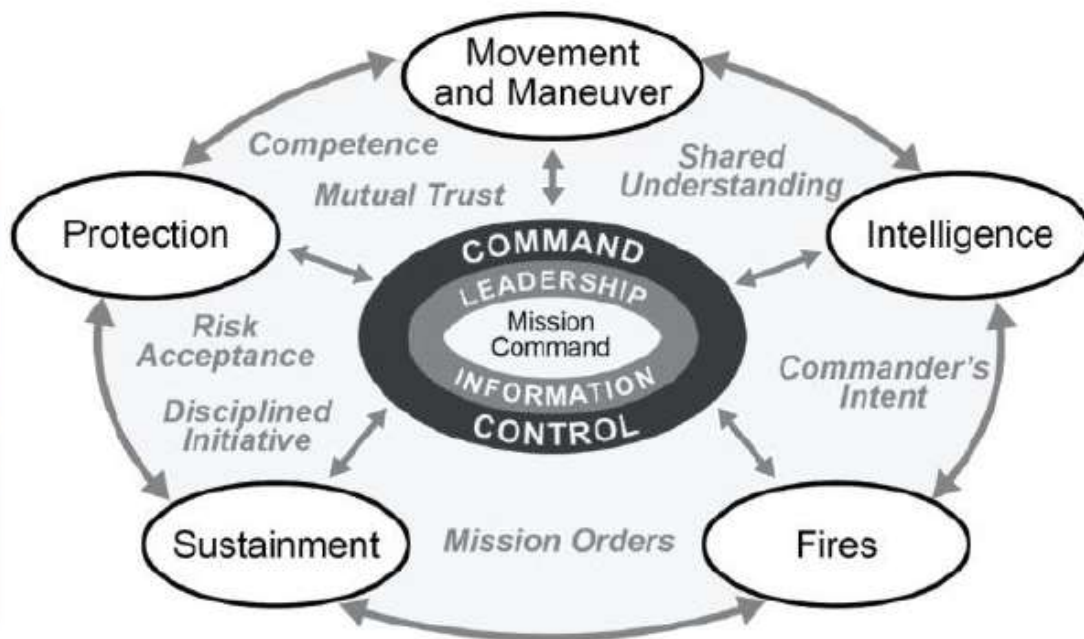 Movement
and Maneuver
Competence
Mutual Trust
Shared
Understanding
Protection
Intelligence
COMMAND
LEADERSHIP
Mission
Command
INFORMATION
CONTROL
Risk
Acceptance
Disciplined
Initiative
Commander's
Intent
Sustainment
Mission Orders
Fires